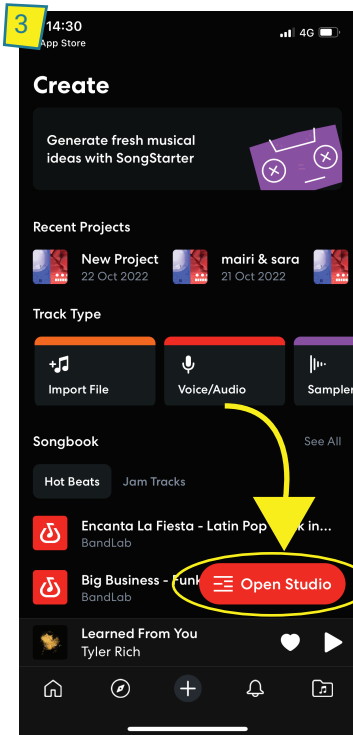 3
14:30
4G
App Store
Create
Generate fresh musical
ideas with SongStarter
Recent Projects
New Project
22 Oct 2022
mairi & sara
21 Oct 2022
Track Type
Import File
Voice/Audio
Sampler
Songbook
See All
Hot Beats
Jam Tracks
Encanta La Fiesta - Latin Pop in...
BandLab
Big Business - Funk
BandLab
Open Studio
Learned From You
Tyler Rich